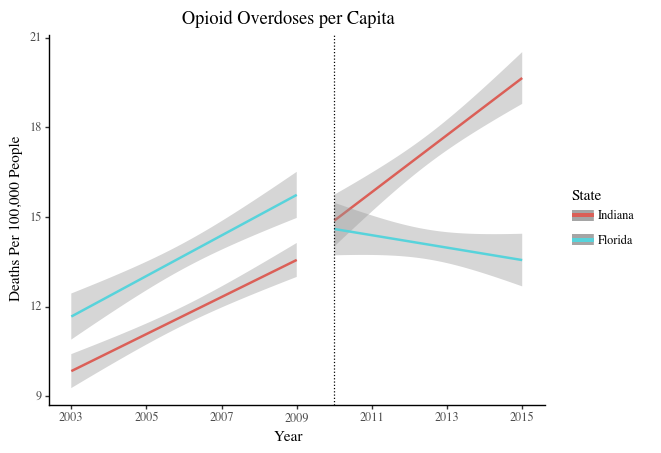 Opioid Overdoses per Capita
21
18
15
12
9
Deaths Per 100,000 People
2003 2005 2007 2009 2011 2013 2015
Year
State
Indiana
Florida